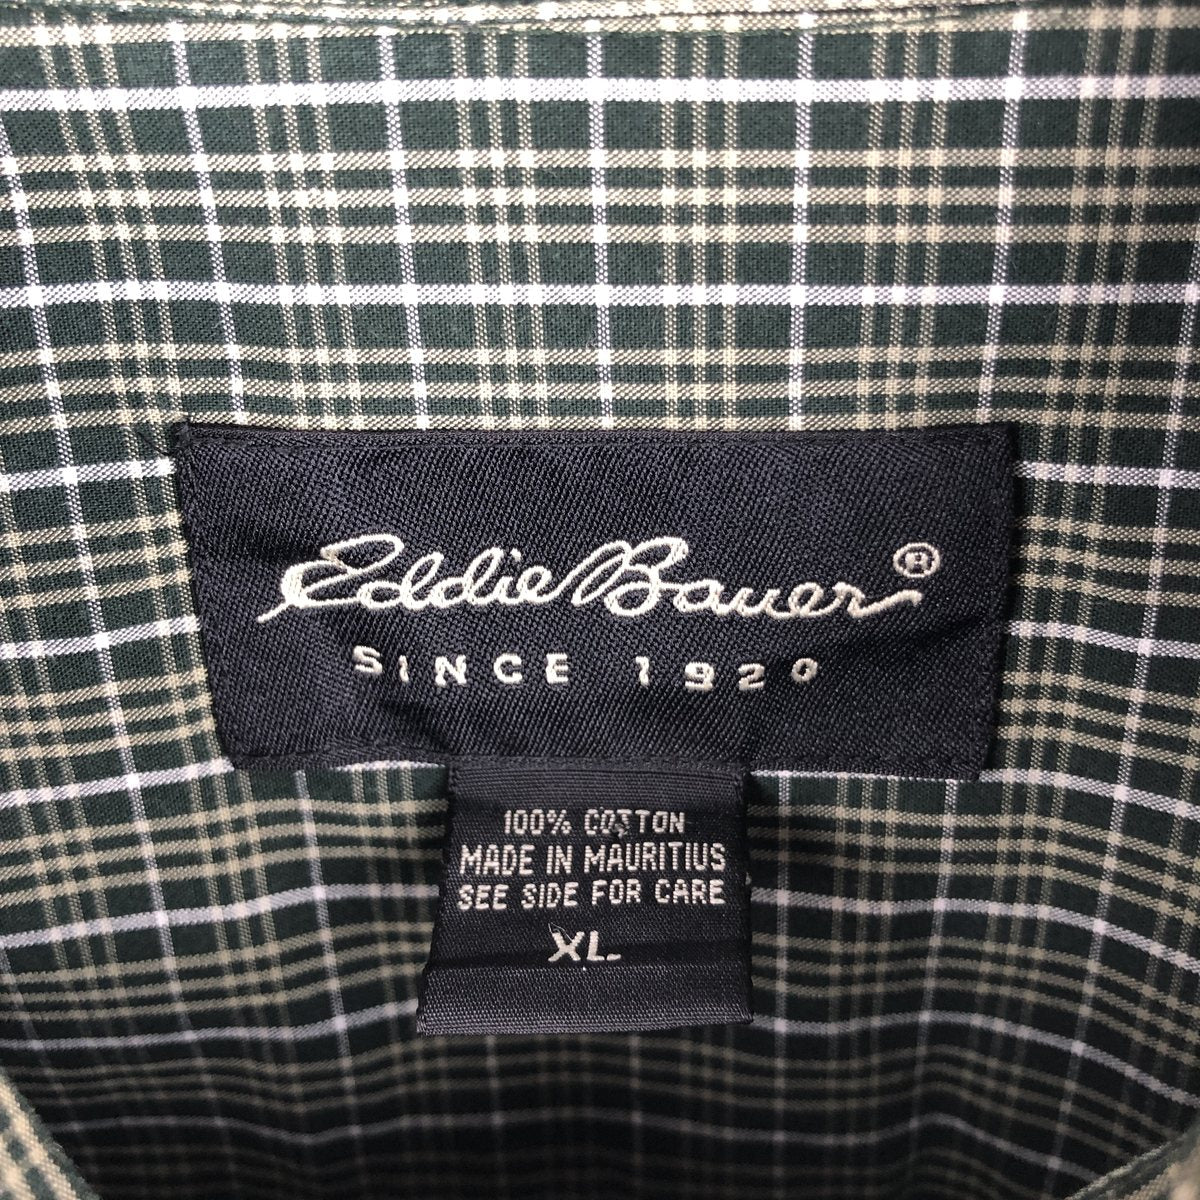 Eddie Bauer®
SINCE 1920
100% COTTON
MADE IN MAURITIUS
SEE SIDE FOR CARE
XL